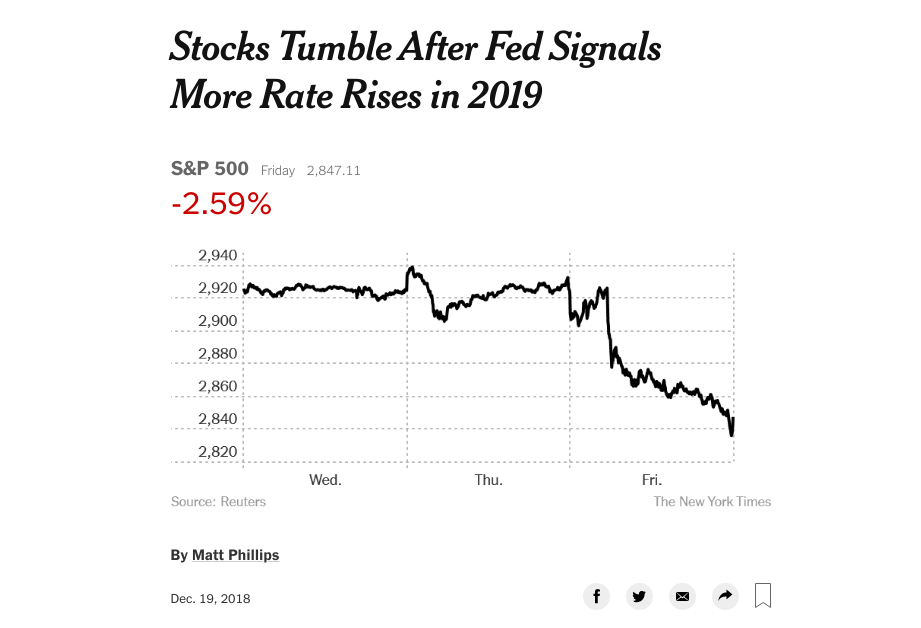 Stocks Tumble After Fed Signals
More Rate Rises in 2019
S&P 500 Friday 2,847.11
-2.59%
2,940
2,920
2,900
2,880
2,860
2,840
2,820
Wed. Thu. Fri.
Source: Reuters The New York Times
By Matt Phillips
Dec. 19, 2018